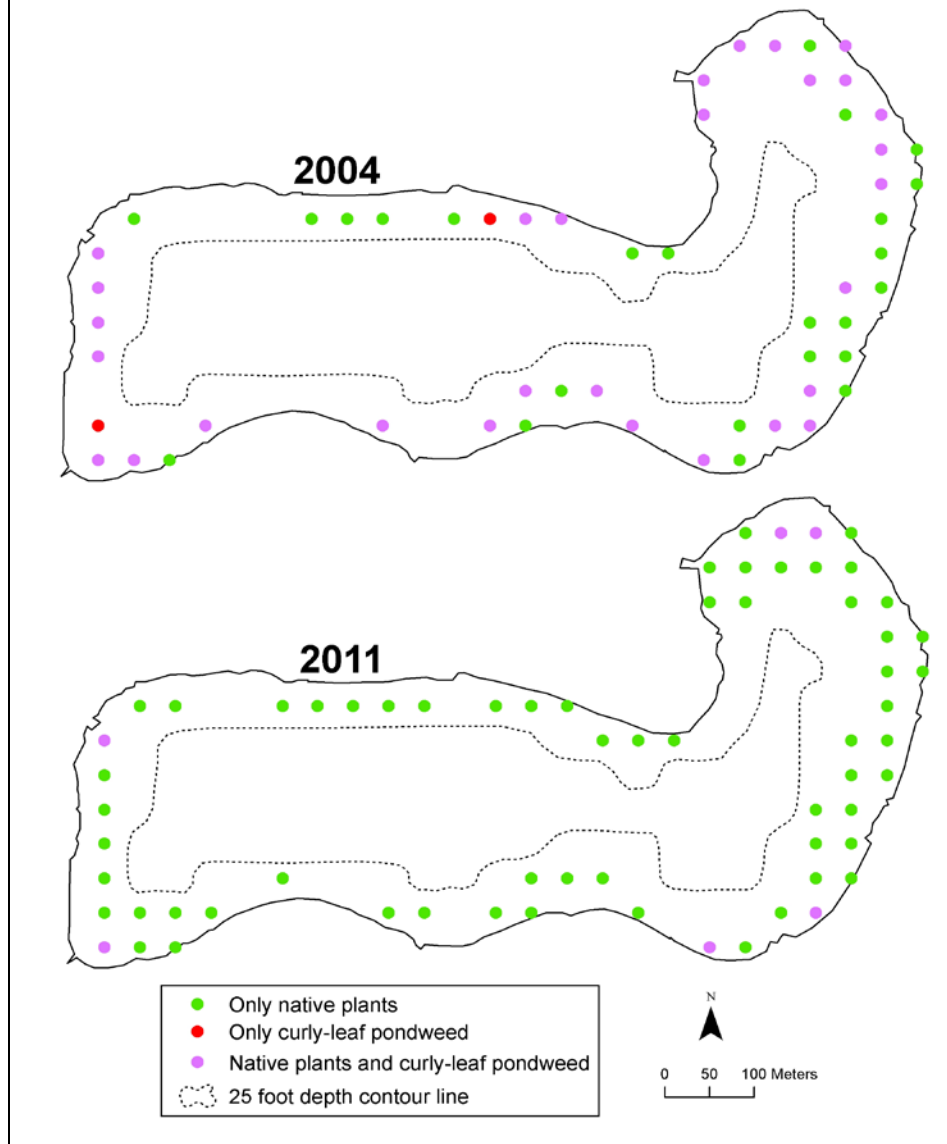 2004
2011
Only native plants
Only curly-leaf pondweed
Native plants and curly-leaf pondweed
25 foot depth contour line
N
0 50 100 Meters